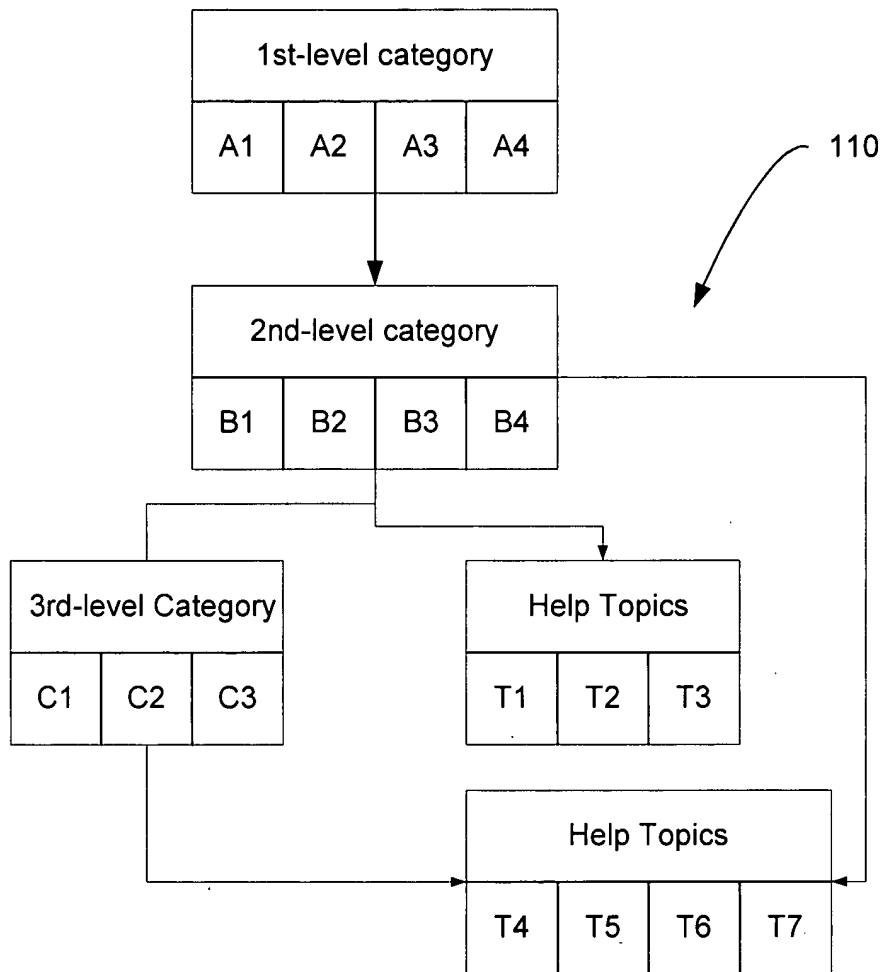 1st-level category
A1 A2 A3 A4
110
2nd-level category
B1 B2 B3 B4
3rd-level Category
C1 C2 C3
Help Topics
T1 T2 T3
Help Topics
T4 T5 T6 T7